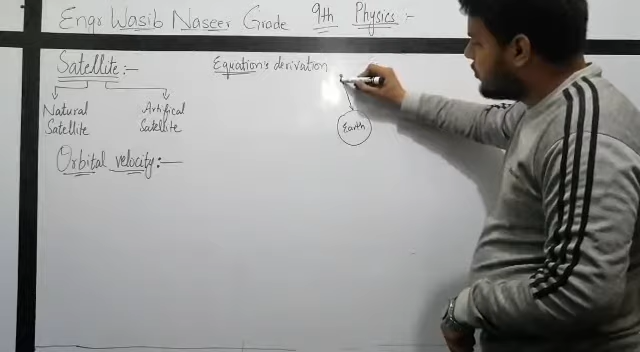 Engr Wasib Naseer Grade 9th Physics:-
Satellite:-
Natural Satellite
Artifical Satellite
Orbital velocity:-
Equation's derivation
Earth